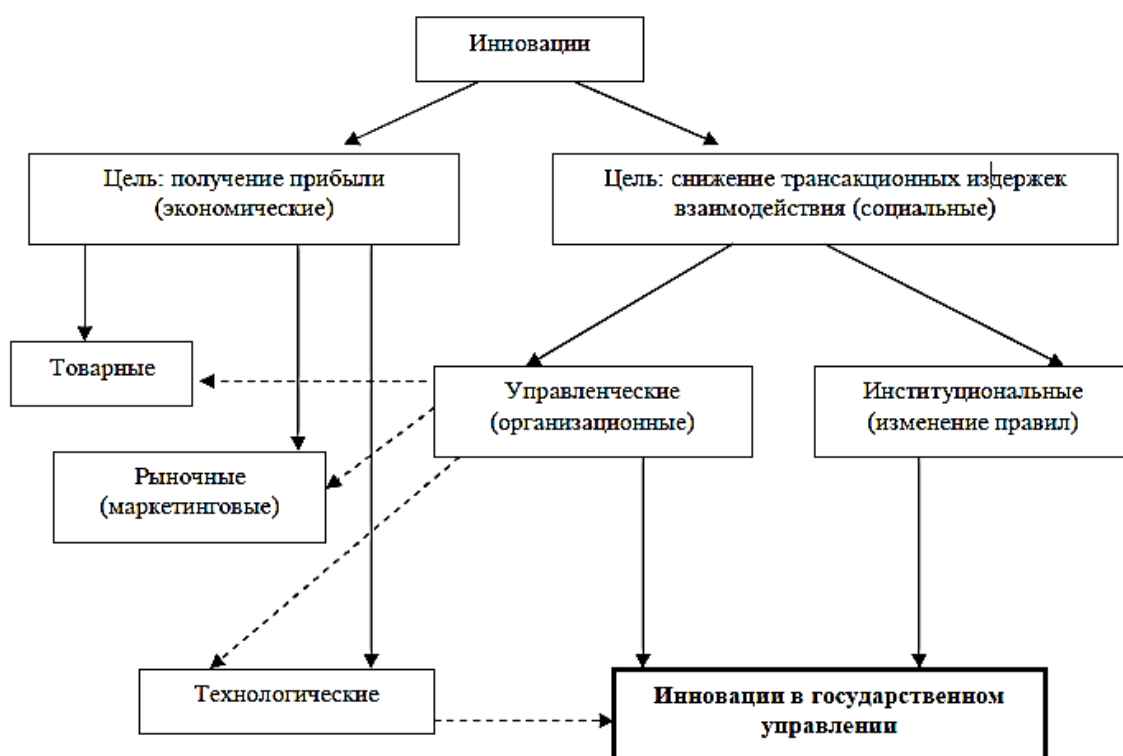 Инновации
Цель: получение прибыли
(экономические)
Цель: снижение трансакционных издержек
взаимодействия (социальные)
Товарные
Управленческие
(организационные)
Институциональные
(изменение правил)
Рыночные
(маркетинговые)
Технологические
Инновации в государственном
управлении